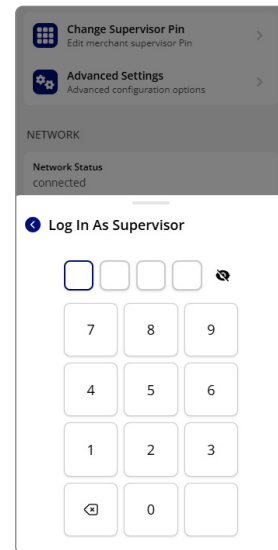 Change Supervisor Pin
Edit merchant supervisor Pin
Advanced Settings
Advanced configuration options
NETWORK
Network Status
connected
Log In As Supervisor
7 8 9
4 5 6
1 2 3
0